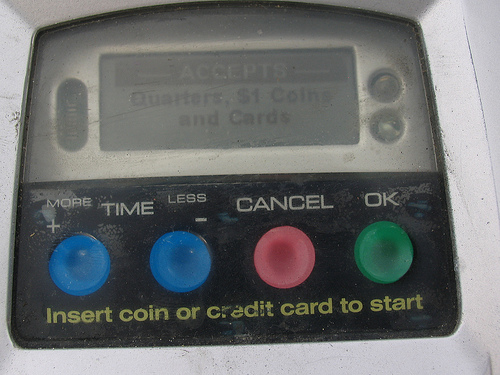 ACCEPTS
Quarters, $1 Coins
and Cards
MORE TIME LESS CANCEL OK
+ -
Insert coin or credit card to start